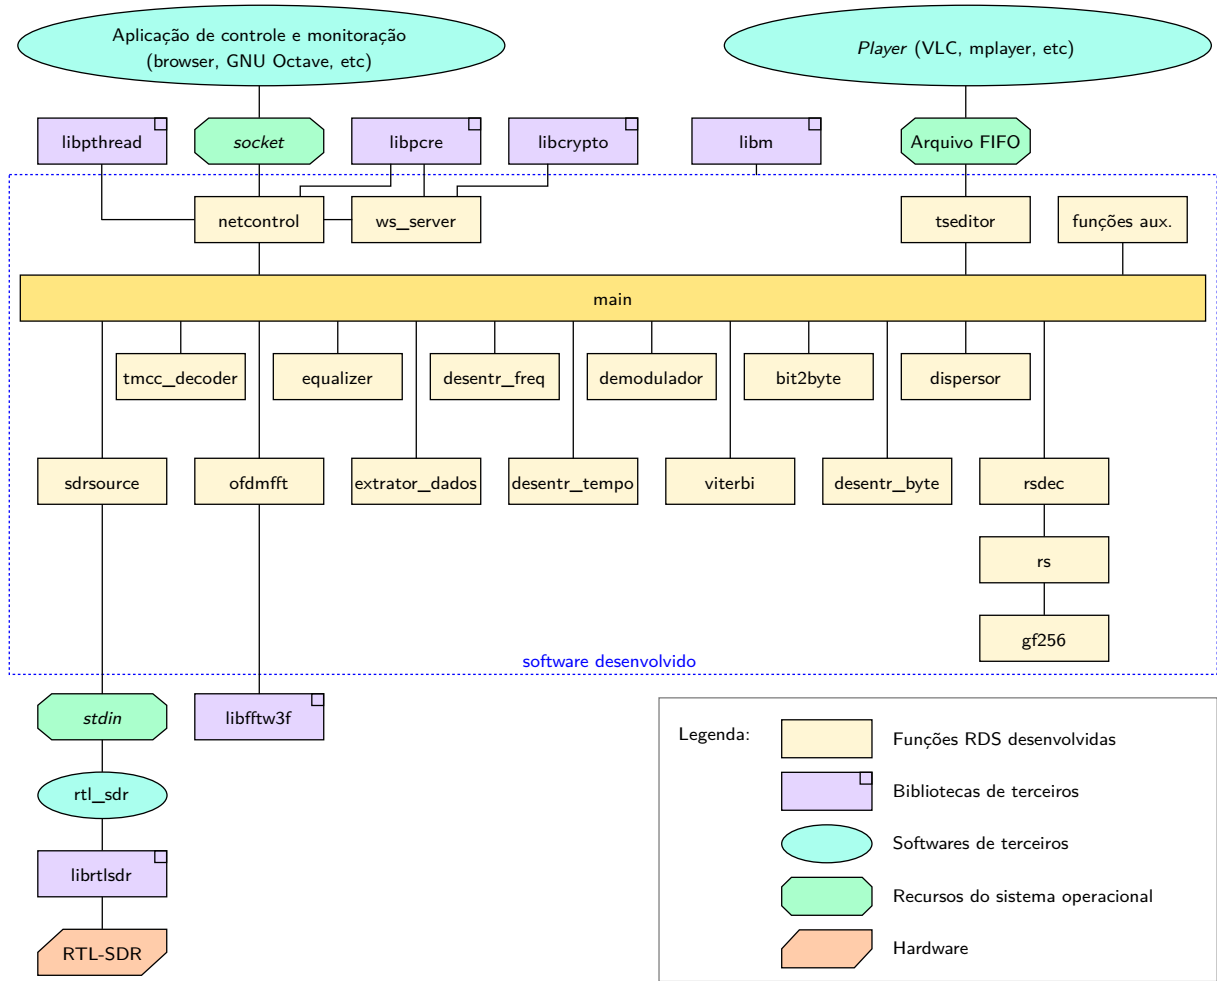 Aplicação de controle e monitoração
(browser, GNU Octave, etc)
Player (VLC, mplayer, etc)
libpthread
socket
libpcre
libcrypto
libm
Arquivo FIFO
netcontrol
ws_server
tseditor
funções aux.
main
tmcc_decoder
equalizer
desentr_freq
demodulador
bit2byte
dispersor
sdrsource
ofdmfft
extrator_dados
desentr_tempo
viterbi
desentr_byte
rsdec
rs
gf256
software desenvolvido
stdin
libfftw3f
rtl_sdr
librtlsdr
RTL-SDR
Legenda:
Funções RDS desenvolvidas
Bibliotecas de terceiros
Softwares de terceiros
Recursos do sistema operacional
Hardware